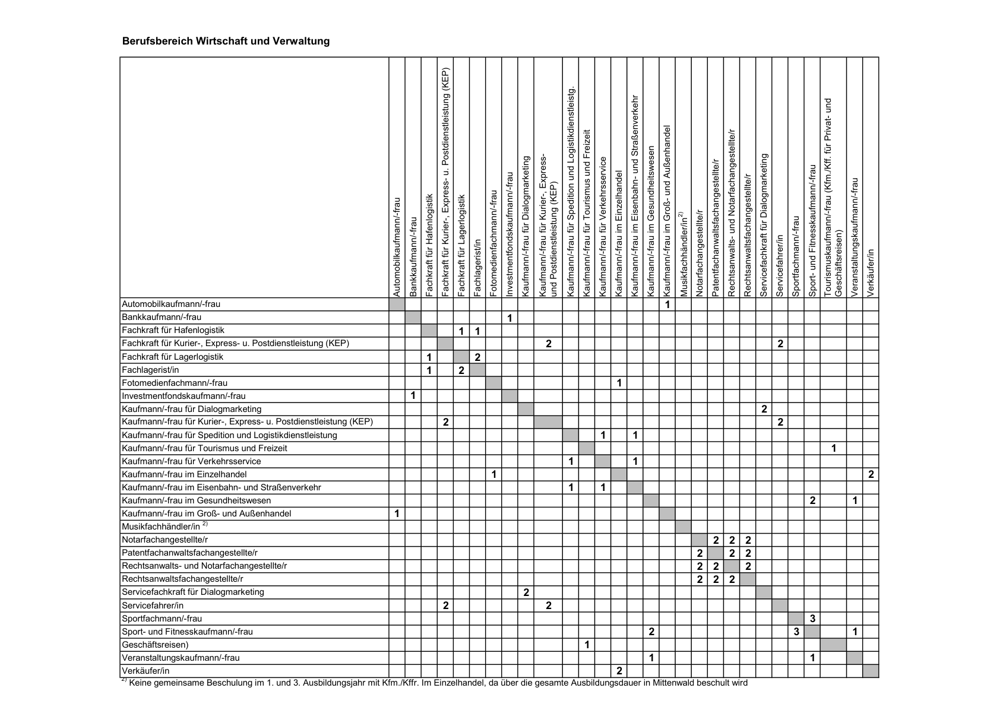 Berufsbereich Wirtschaft und Verwaltung
Automobilkaufmann/-frau
Bankkaufmann/-frau
Fachkraft für Hafenlogistik
Fachkraft für Kurier-, Express- u. Postdienstleistung (KEP)
Fachkraft für Lagerlogistik
Fachlagerist/in
Fotomedienfachmann/-frau
Investmentfondskaufmann/-frau
Kaufmann/-frau für Dialogmarketing
Kaufmann/-frau für Kurier-, Express-
und Postdienstleistung (KEP)
Kaufmann/-frau für Spedition und Logistikdienstleistg.
Kaufmann/-frau für Tourismus und Freizeit
Kaufmann/-frau für Verkehrsservice
Kaufmann/-frau im Einzelhandel
Kaufmann/-frau im Eisenbahn- und Straßenverkehr
Kaufmann/-frau im Gesundheitswesen
Kaufmann/-frau im Groß- und Außenhandel
Musikfachhändler/in 2)
Notarfachangestellte/r
Patentfachanwaltsfachangestellte/r
Rechtsanwalts- und Notarfachangestellte/r
Rechtsanwaltsfachangestellte/r
Servicefachkraft für Dialogmarketing
Servicefahrer/in
Sportfachmann/-frau
Sport- und Fitnesskaufmann/-frau
Tourismuskaufmann/-frau (Kfm./Kff. für Privat- und
Geschäftsreisen)
Veranstaltungskaufmann/-frau
Verkäufer/in
Automobilkaufmann/-frau 1
Bankkaufmann/-frau 1
Fachkraft für Hafenlogistik 1 1
Fachkraft für Kurier-, Express- u. Postdienstleistung (KEP) 2 2
Fachkraft für Lagerlogistik 1 2
Fachlagerist/in 1 2
Fotomedienfachmann/-frau 1
Investmentfondskaufmann/-frau 1
Kaufmann/-frau für Dialogmarketing 2
Kaufmann/-frau für Kurier-, Express- u. Postdienstleistung (KEP) 2 2
Kaufmann/-frau für Spedition und Logistikdienstleistung 1 1
Kaufmann/-frau für Tourismus und Freizeit 1
Kaufmann/-frau für Verkehrsservice 1 1
Kaufmann/-frau im Einzelhandel 1 2
Kaufmann/-frau im Eisenbahn- und Straßenverkehr 1 1
Kaufmann/-frau im Gesundheitswesen 2 1
Kaufmann/-frau im Groß- und Außenhandel 1
Musikfachhändler/in 2)
Notarfachangestellte/r 2 2 2
Patentfachanwaltsfachangestellte/r 2 2 2
Rechtsanwalts- und Notarfachangestellte/r 2 2 2
Rechtsanwaltsfachangestellte/r 2 2 2
Servicefachkraft für Dialogmarketing 2
Servicefahrer/in 2 2
Sportfachmann/-frau 3
Sport- und Fitnesskaufmann/-frau 2 3 1
Geschäftsreisen) 1
Veranstaltungskaufmann/-frau 1 1
Verkäufer/in 2
2) Keine gemeinsame Beschulung im 1. und 3. Ausbildungsjahr mit Kfm./Kffr. Im Einzelhandel, da über die gesamte Ausbildungsdauer in Mittenwald beschult wird